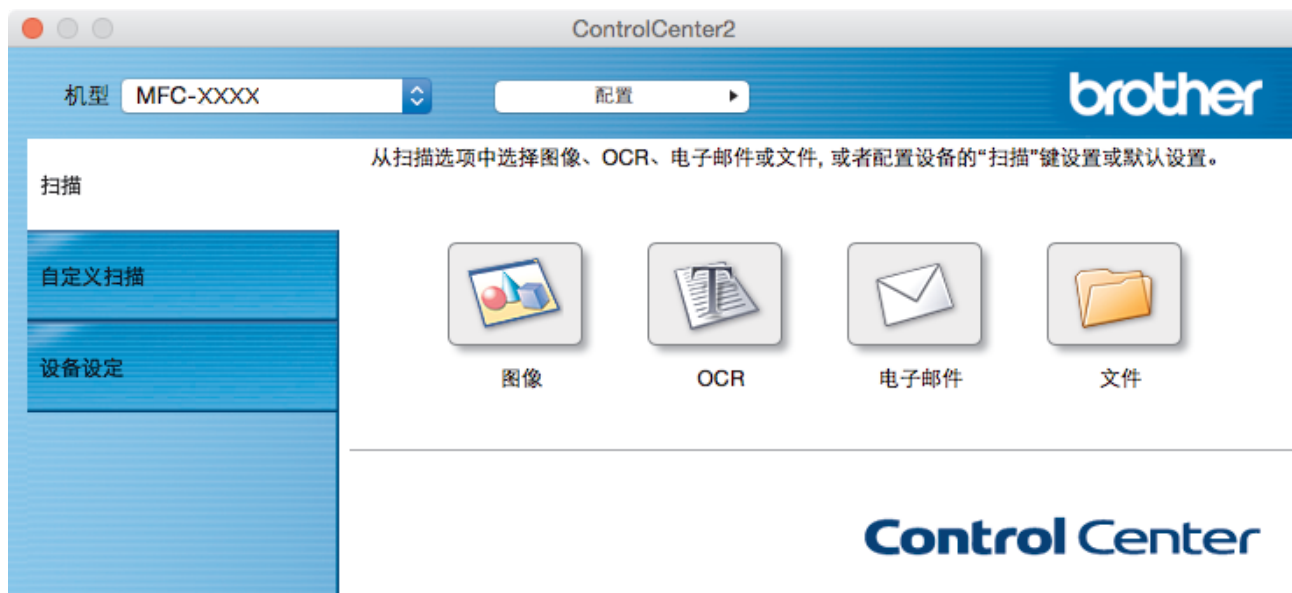 ControlCenter2
机型 MFC-XXXX 配置
brother
从扫描选项中选择图像、OCR、电子邮件或文件, 或者配置设备的“扫描”键设置或默认设置。
扫描
自定义扫描
设备设定
图像 OCR 电子邮件 文件
Control Center